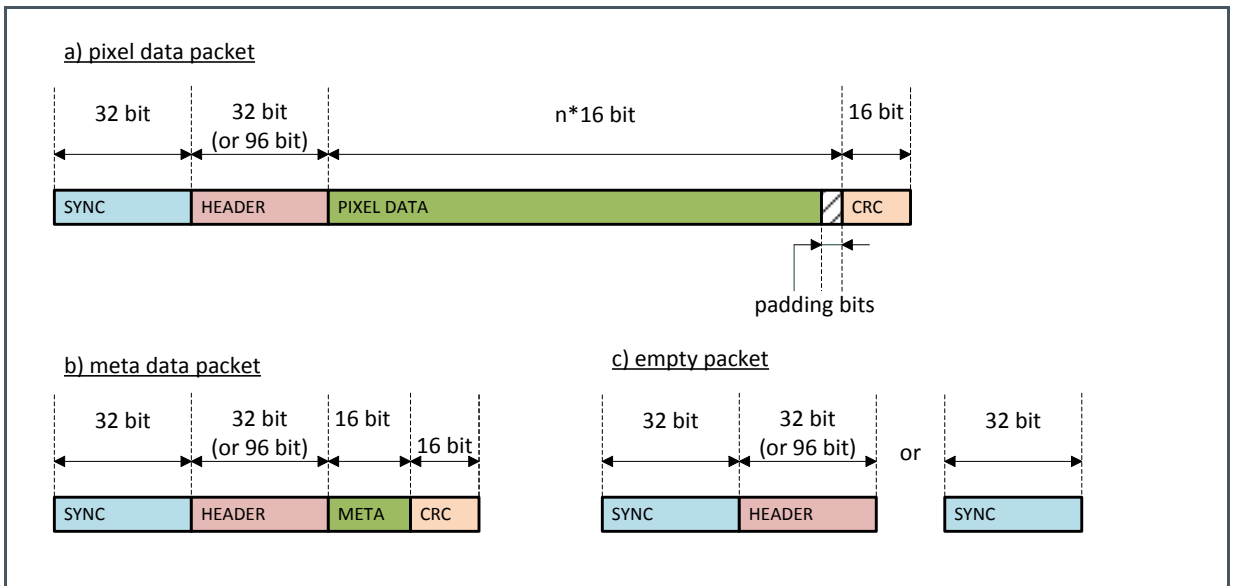 a) pixel data packet
32 bit
32 bit
(or 96 bit)
n*16 bit
16 bit
SYNC
HEADER
PIXEL DATA
CRC
padding bits
b) meta data packet
32 bit
32 bit
(or 96 bit)
16 bit
16 bit
SYNC
HEADER
META
CRC
c) empty packet
32 bit
32 bit
(or 96 bit)
or
32 bit
SYNC
HEADER
SYNC